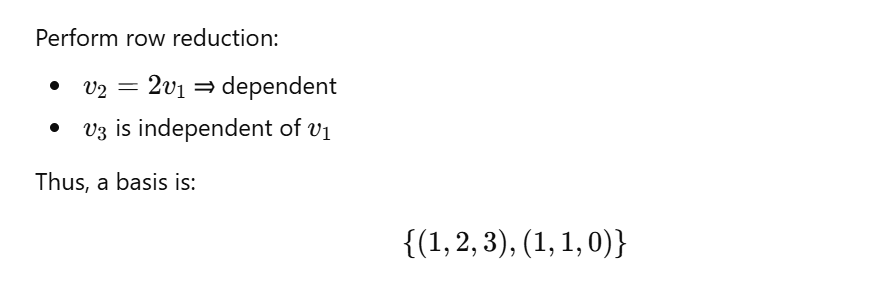 Perform row reduction:
• v₂ = 2v₁ ⇒ dependent
• v₃ is independent of v₁
Thus, a basis is:
{(1, 2, 3), (1, 1, 0)}